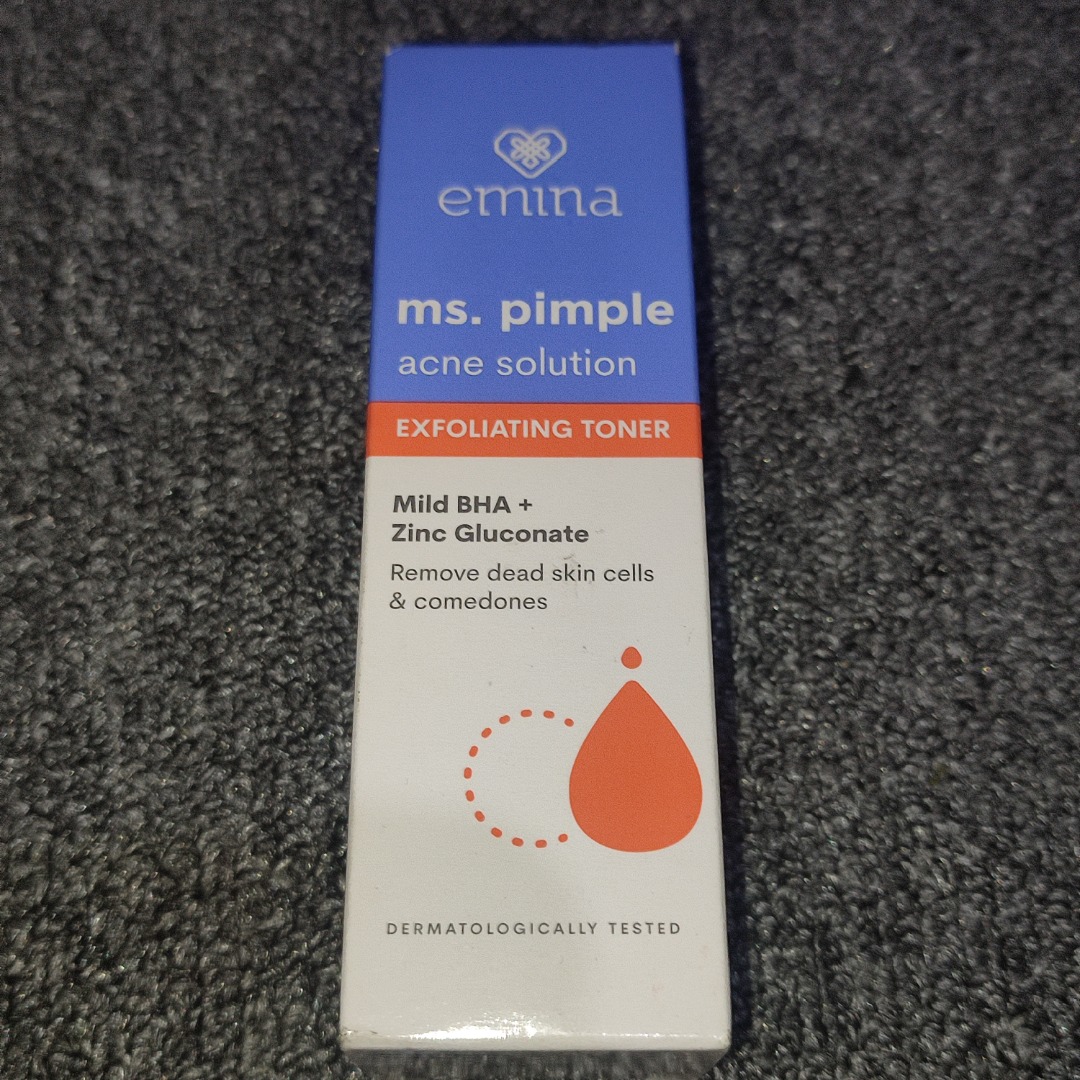 emina
ms. pimple
acne solution
EXFOLIATING TONER
Mild BHA +
Zinc Gluconate
Remove dead skin cells
& comedones
DERMATOLOGICALLY TESTED